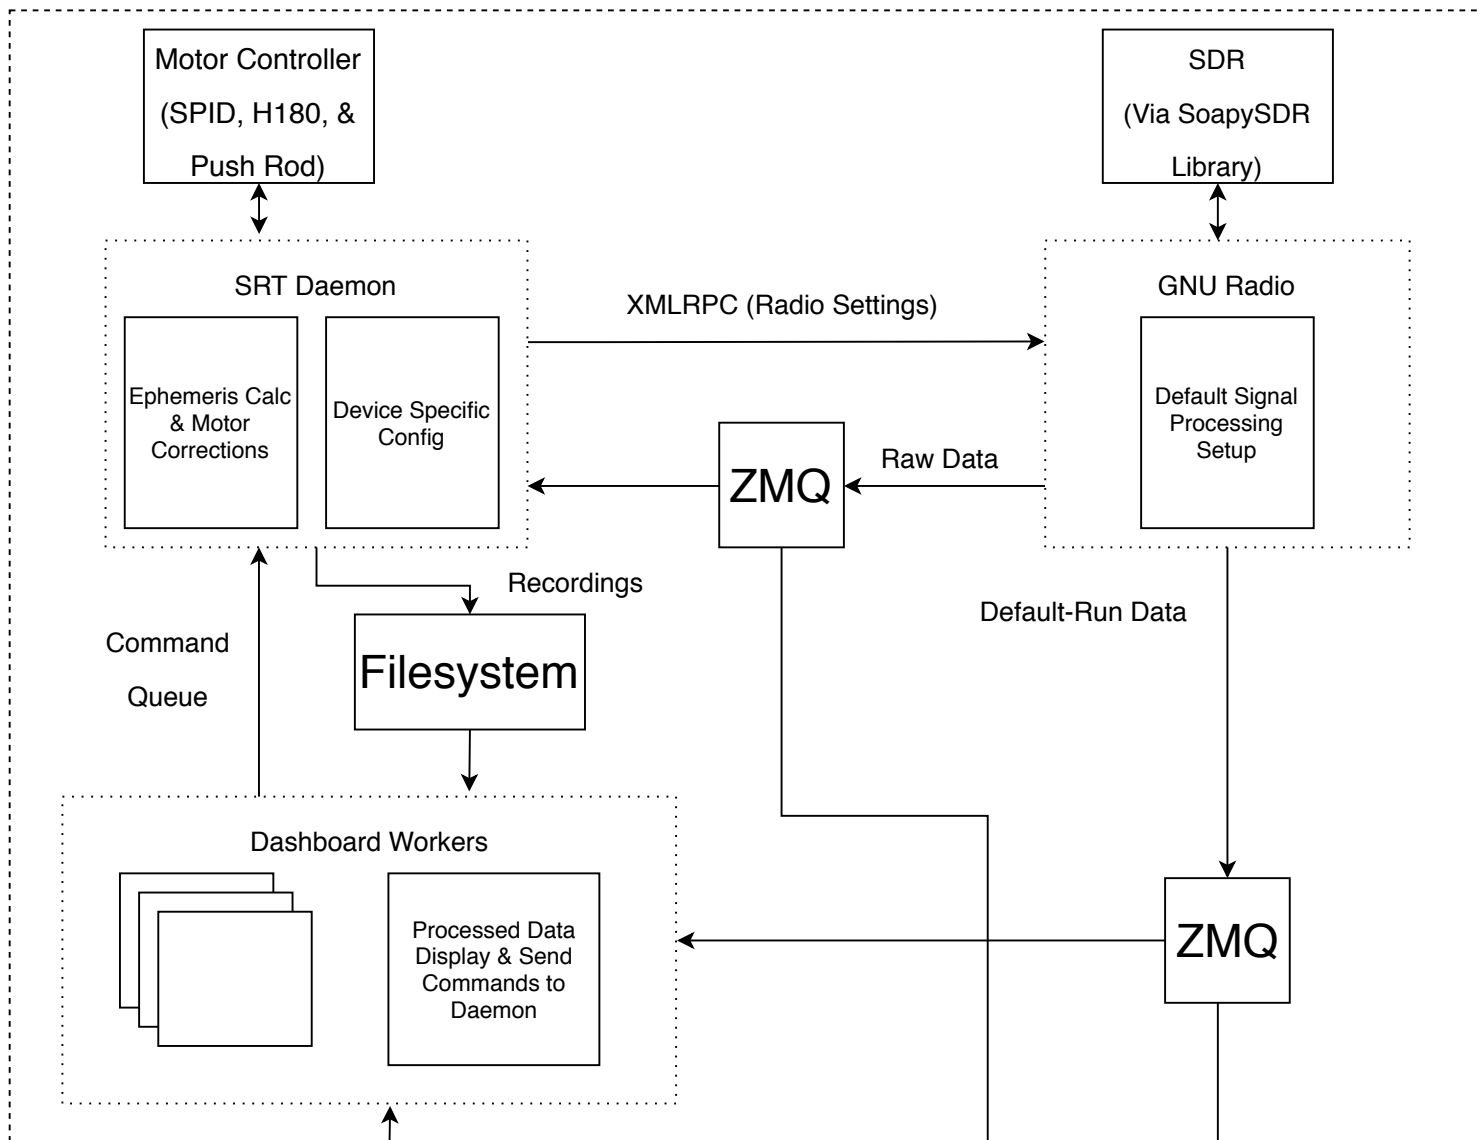 Motor Controller
(SPID, H180, &
Push Rod)
SDR
(Via SoapySDR
Library)
SRT Daemon
Ephemeris Calc
& Motor
Corrections
Device Specific
Config
XMLRPC (Radio Settings)
GNU Radio
Default Signal
Processing
Setup
ZMQ
Raw Data
Recordings
Default-Run Data
Command
Queue
Filesystem
Dashboard Workers
Processed Data
Display & Send
Commands to
Daemon
ZMQ